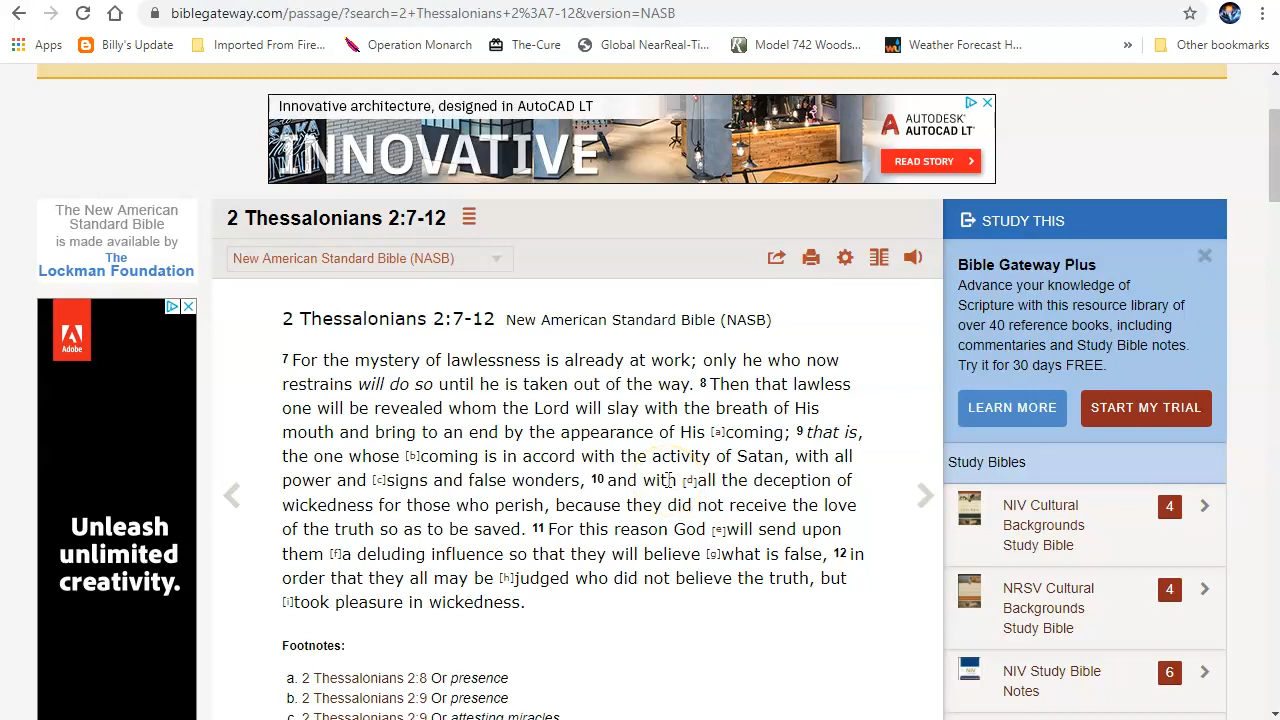 biblegateway.com/passage/?search=2+Thessalonians+2%3A7-12&version=NASB
Apps
Billy's Update
Imported From Fire...
Operation Monarch
The-Cure
Global NearReal-Ti...
Motel 742 Woods...
Weather Forecast H...
»
Other bookmarks
Innovative architecture, designed in AutoCAD LT
INNOVATIVE
AUTODESK
AUTOCAD LT
READ STORY
The New American
Standard Bible
is made available by
The
Lockman Foundation
Adobe
Unleash
unlimited
creativity.
2 Thessalonians 2:7-12
New American Standard Bible (NASB)
2 Thessalonians 2:7-12 New American Standard Bible (NASB)
7 For the mystery of lawlessness is already at work; only he who now
restrains will do so until he is taken out of the way. 8 Then that lawless
one will be revealed whom the Lord will slay with the breath of His
mouth and bring to an end by the appearance of His [a]coming; 9 that is,
the one whose [b]coming is in accord with the activity of Satan, with all
power and [c]signs and false wonders, 10 and with [d]all the deception of
wickedness for those who perish, because they did not receive the love
of the truth so as to be saved. 11 For this reason God [e]will send upon
them [f]a deluding influence so that they will believe [g]what is false, 12 in
order that they all may be [h]judged who did not believe the truth, but
[i]took pleasure in wickedness.
Footnotes:
a. 2 Thessalonians 2:8 Or presence
b. 2 Thessalonians 2:9 Or presence
c. 2 Thessalonians 2:9 Or attesting miracles
STUDY THIS
Bible Gateway Plus
Advance your knowledge of
Scripture with this resource library of
over 40 reference books, including
commentaries and Study Bible notes.
Try it for 30 days FREE.
LEARN MORE
START MY TRIAL
Study Bibles
NIV Cultural
Backgrounds
Study Bible
4
NRSV Cultural
Backgrounds
Study Bible
4
NIV Study Bible
Notes
6